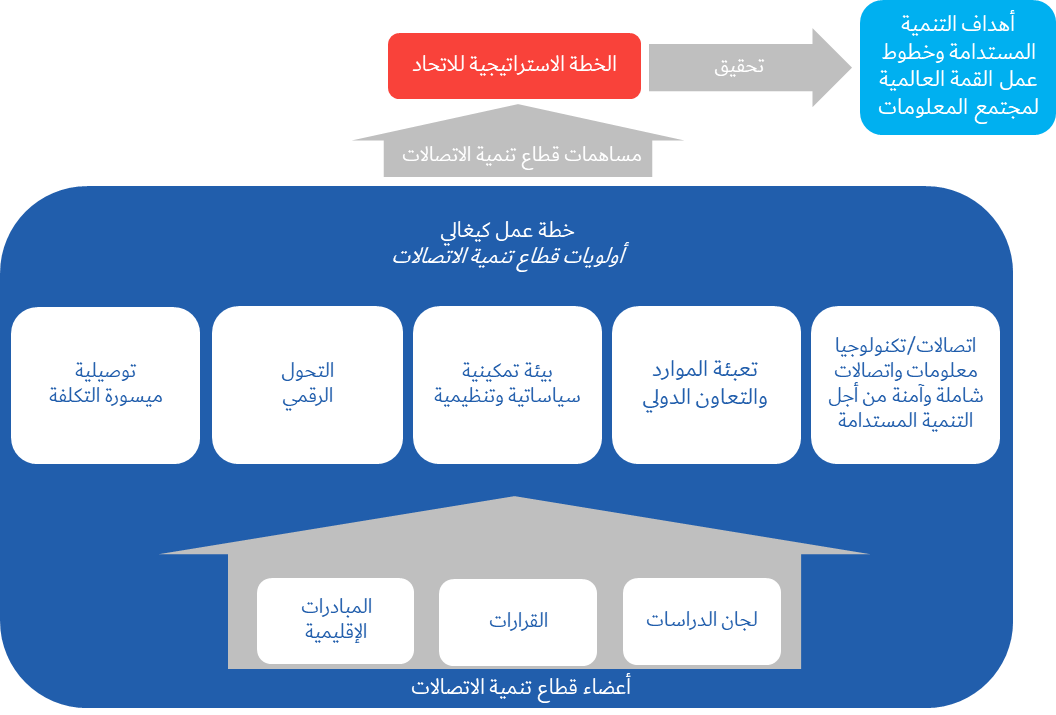 أهداف التنمية
المستدامة وخطوط
عمل القمة العالمية
لمجتمع المعلومات
تحقيق
الخطة الاستراتيجية للاتحاد
مساهمات قطاع تنمية الاتصالات
خطة عمل كيغالي
أولويات قطاع تنمية الاتصالات
اتصالات/تكنولوجيا
معلومات واتصالات
شاملة وآمنة من أجل
التنمية المستدامة
تعبئة الموارد
والتعاون الدولي
بيئة تمكينية
سياساتية وتنظيمية
التحول
الرقمي
توصيلية
ميسورة التكلفة
لجان الدراسات
القرارات
المبادرات
الإقليمية
أعضاء قطاع تنمية الاتصالات